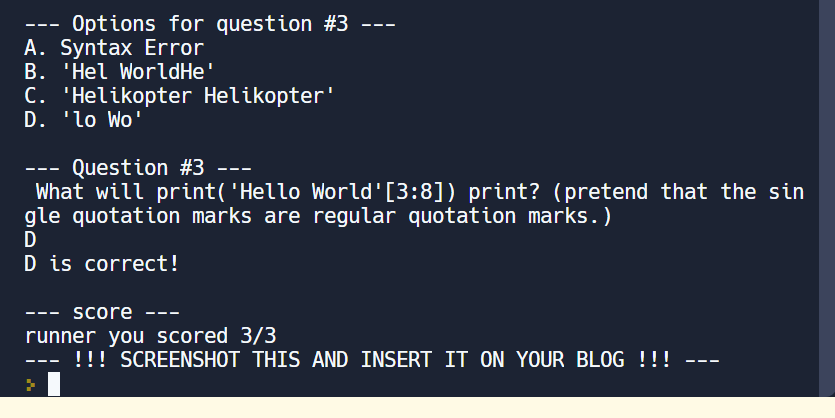 --- Options for question #3 ---
A. Syntax Error
B. 'Hel WorldHe'
C. 'Helikopter Helikopter'
D. 'lo Wo'
--- Question #3 ---
What will print('Hello World'[3:8]) print? (pretend that the sin
gle quotation marks are regular quotation marks.)
D
D is correct!
--- score ---
runner you scored 3/3
--- !!! SCREENSHOT THIS AND INSERT IT ON YOUR BLOG !!! ---
>